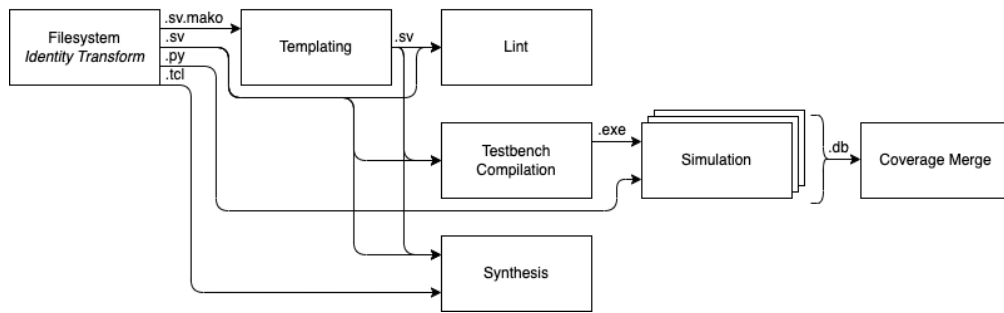 .sv.mako
Filesystem
Identity Transform
.sv
.py
.tcl
Templating
.sv
Lint
Testbench
Compilation
.exe
Simulation
.db
Coverage Merge
Synthesis